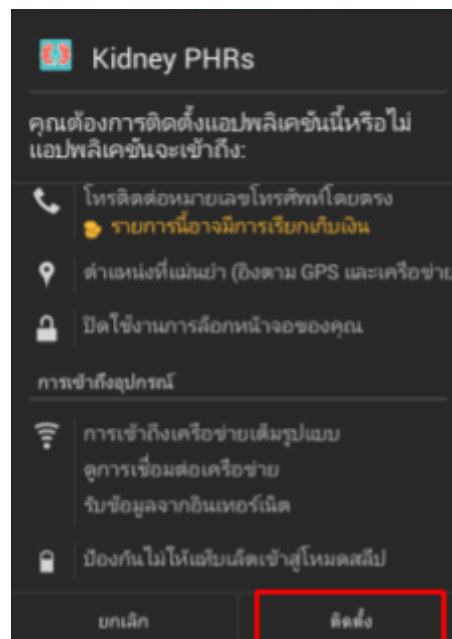 Kidney PHRs
คุณต้องการติดตั้งแอปพลิเคชันนี้หรือไม่
แอปพลิเคชันจะเข้าถึง:
โทรติดต่อหมายเลขโทรศัพท์โดยตรง
รายการนี้อาจมีการเรียกเก็บเงิน
ตำแหน่งที่แม่นยำ (อิงตาม GPS และเครือข่าย
ปิดใช้งานการล็อกหน้าจอของคุณ
การเข้าถึงอุปกรณ์
การเข้าถึงเครือข่ายเต็มรูปแบบ
ดูการเชื่อมต่อเครือข่าย
รับข้อมูลจากอินเทอร์เน็ต
ป้องกันไม่ให้แท็บเล็ตเข้าสู่โหมดสลีป
ยกเลิก
ติดตั้ง